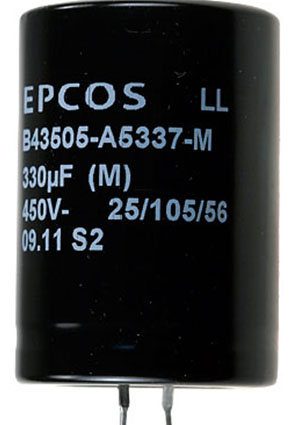 EPCOS LL
B43505-A5337-M
330µF (M)
450V- 25/105/56
09.11 S2